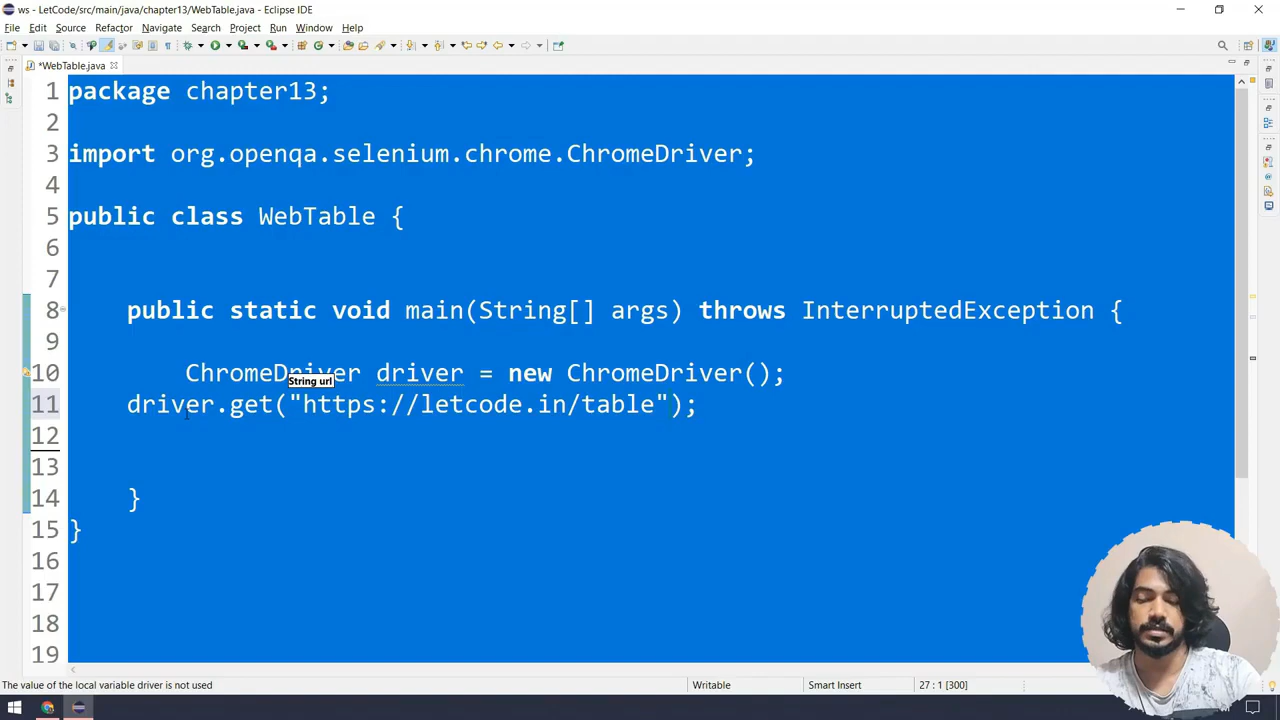 ws - LetCode/src/main/java/chapter13/WebTable.java - Eclipse IDE
File Edit Source Refactor Navigate Search Project Run Window Help
*WebTable.java
1 package chapter13;
2
3 import org.openqa.selenium.chrome.ChromeDriver;
4
5 public class WebTable {
6
7
8 public static void main(String[] args) throws InterruptedException {
9
10 ChromeDriver driver = new ChromeDriver();
String url
11 driver.get("https://letcode.in/table");
12
13
14 }
15 }
16
17
18
19
The value of the local variable driver is not used Writable Smart Insert 27 : 1 [300]